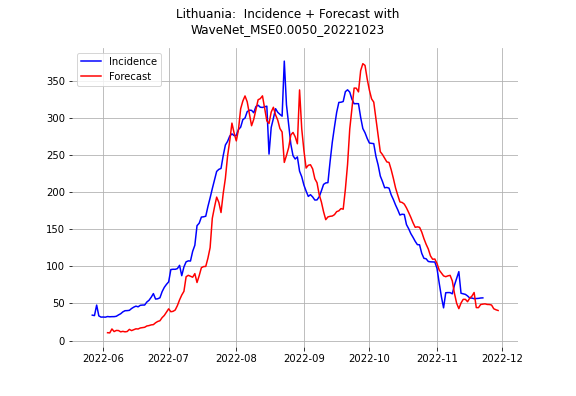 Lithuania:  Incidence + Forecast with
WaveNet_MSE0.0050_20221023
Incidence
Forecast
350
300
250
200
150
100
50
0
2022-06 2022-07 2022-08 2022-09 2022-10 2022-11 2022-12